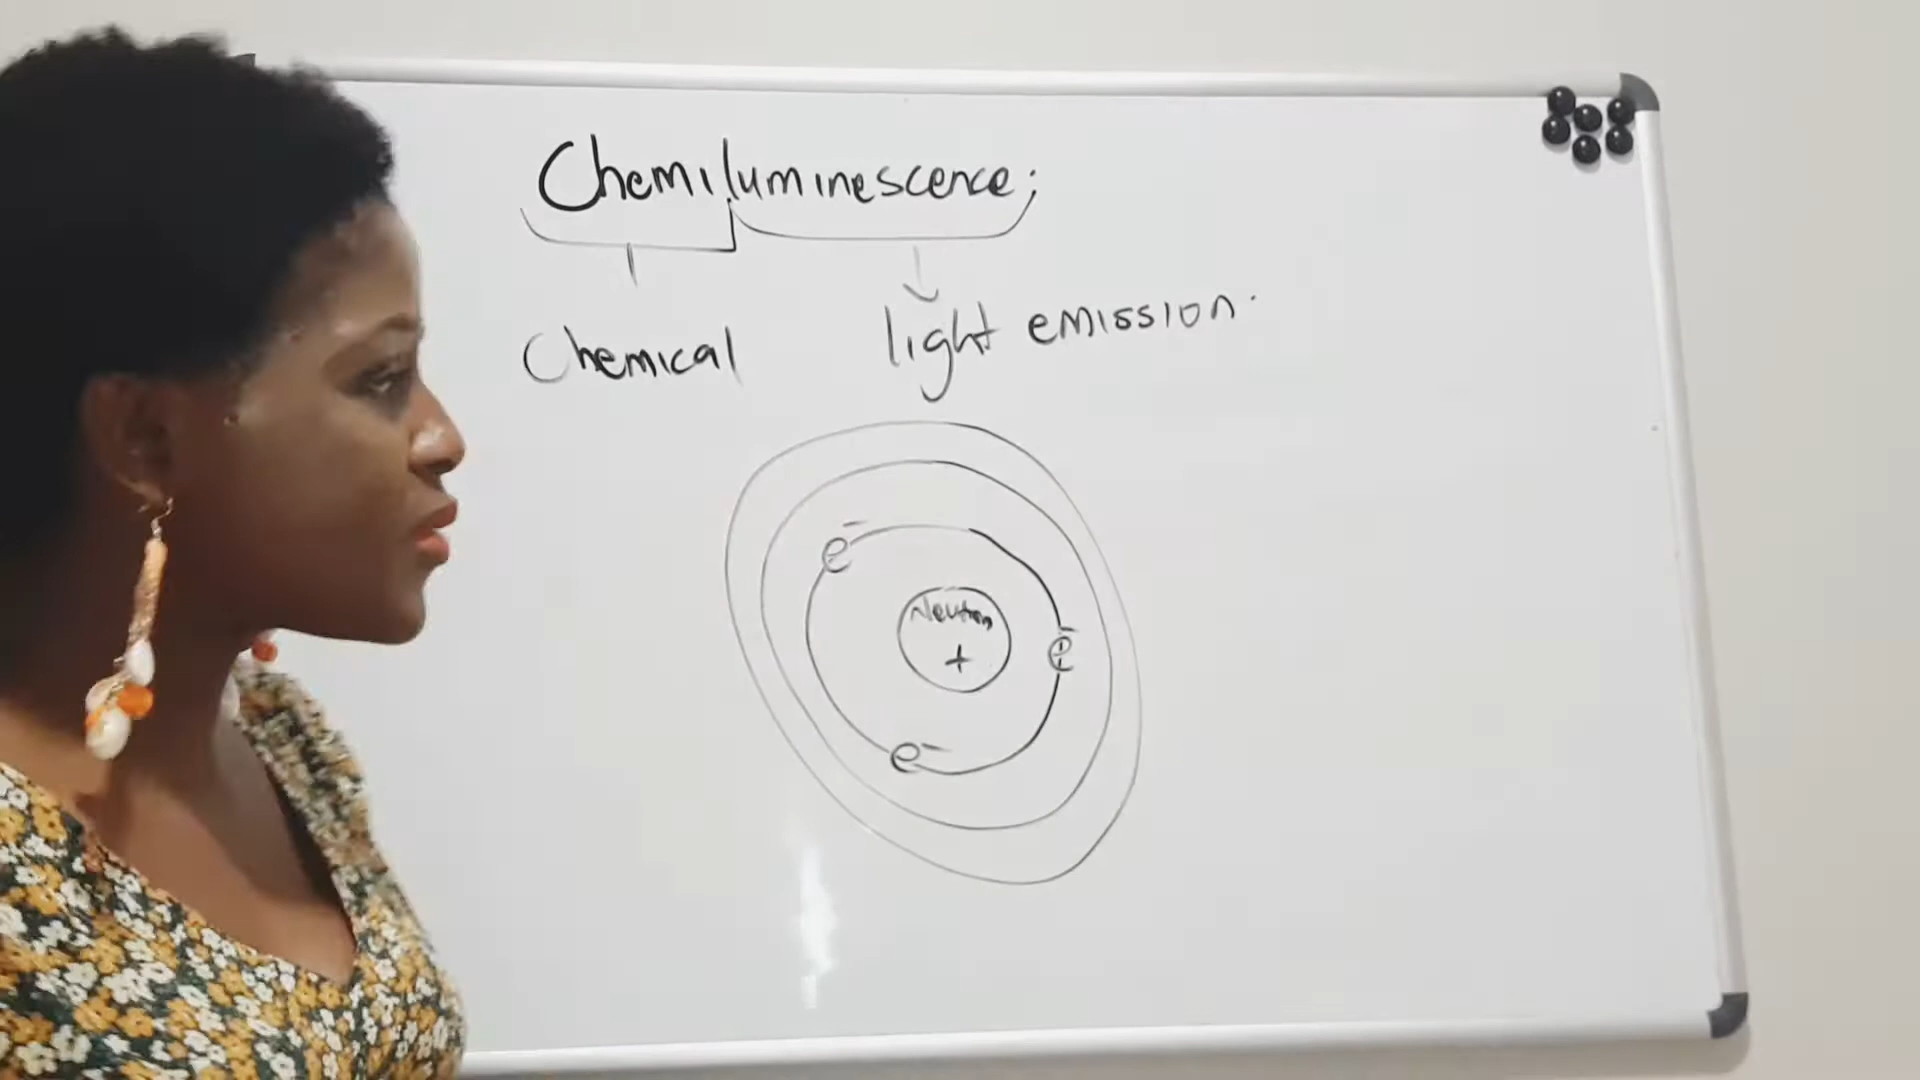 Chemiluminescence;
Chemical
light emission.
e-
Neutron
+
e-
e-